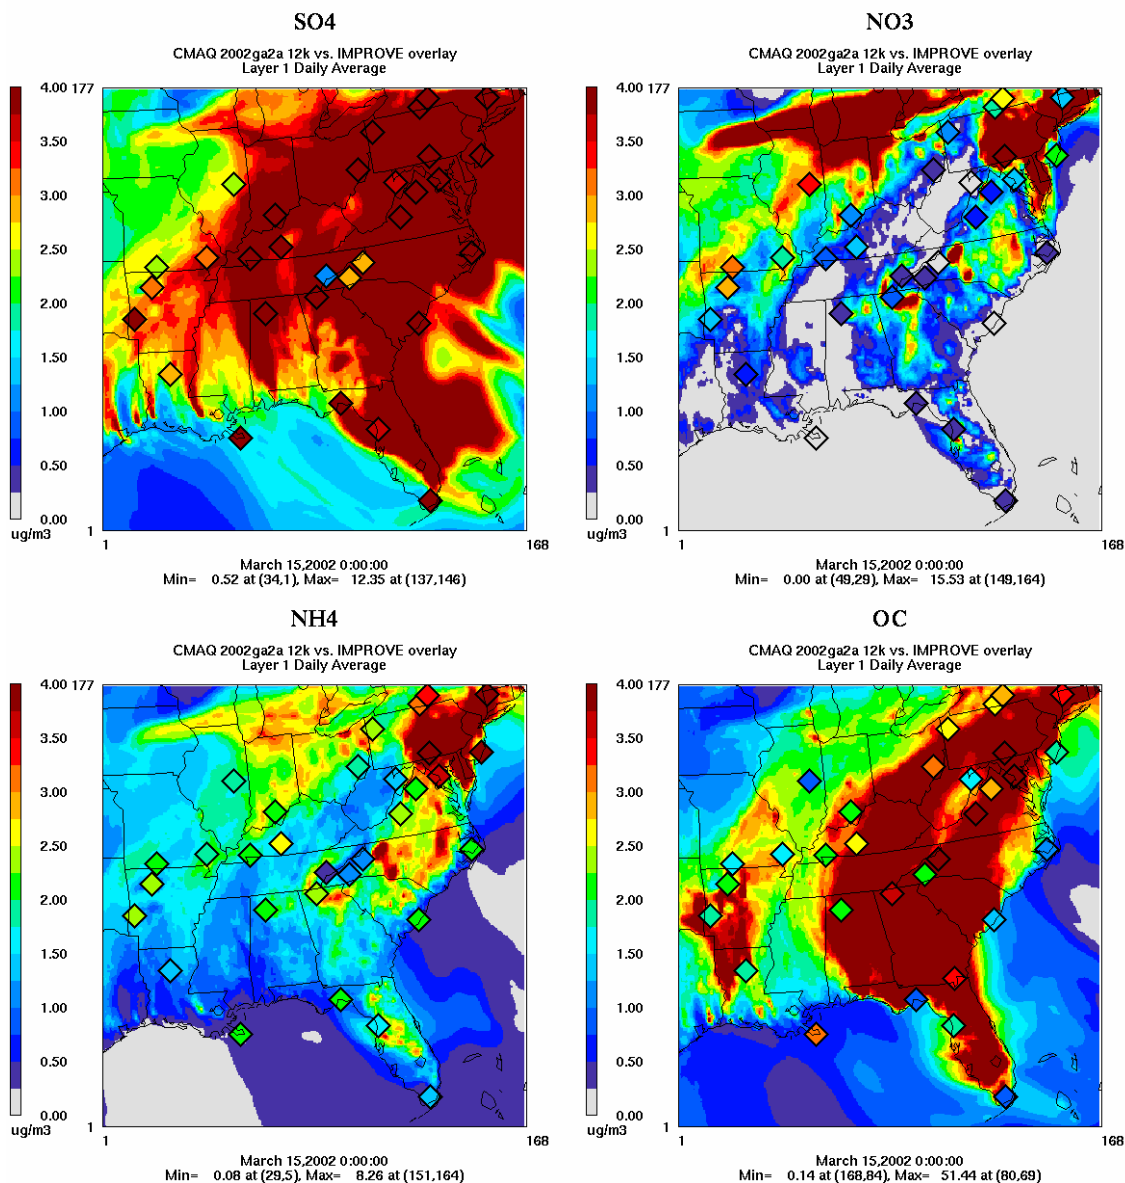 SO4
CMAQ 2002ga2a 12k vs. IMPROVE overlay
Layer 1 Daily Average
4.00 177
3.50
3.00
2.50
2.00
1.50
1.00
0.50
0.00
ug/m3
1
1
168
March 15,2002 0:00:00
Min= 0.52 at (34,1), Max= 12.35 at (137,146)
NO3
CMAQ 2002ga2a 12k vs. IMPROVE overlay
Layer 1 Daily Average
4.00 177
3.50
3.00
2.50
2.00
1.50
1.00
0.50
0.00
ug/m3
1
1
168
March 15,2002 0:00:00
Min= 0.00 at (49,29), Max= 15.53 at (149,164)
NH4
CMAQ 2002ga2a 12k vs. IMPROVE overlay
Layer 1 Daily Average
4.00 177
3.50
3.00
2.50
2.00
1.50
1.00
0.50
0.00
ug/m3
1
1
168
March 15,2002 0:00:00
Min= 0.08 at (29,5), Max= 8.26 at (151,164)
OC
CMAQ 2002ga2a 12k vs. IMPROVE overlay
Layer 1 Daily Average
4.00 177
3.50
3.00
2.50
2.00
1.50
1.00
0.50
0.00
ug/m3
1
1
168
March 15,2002 0:00:00
Min= 0.14 at (168,84) Max= 51.44 at (80,69)